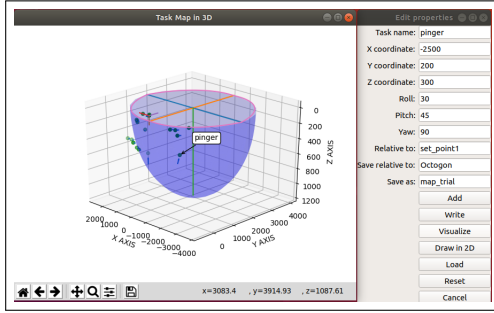 Task Map in 3D
pinger
0
200
400
600
800
1000
1200
Z AXIS
2000
1000
0
-1000
-2000
-3000
-4000
X AXIS
0
1000
2000
3000
4000
Y AXIS
x=3083.4 , y=3914.93 , z=1087.61
Edit properties
Task name: pinger
X coordinate: -2500
Y coordinate: 200
Z coordinate: 300
Roll: 30
Pitch: 45
Yaw: 90
Relative to: set_point1
Save relative to: Octogon
Save as: map_trial
Add
Write
Visualize
Draw in 2D
Load
Reset
Cancel